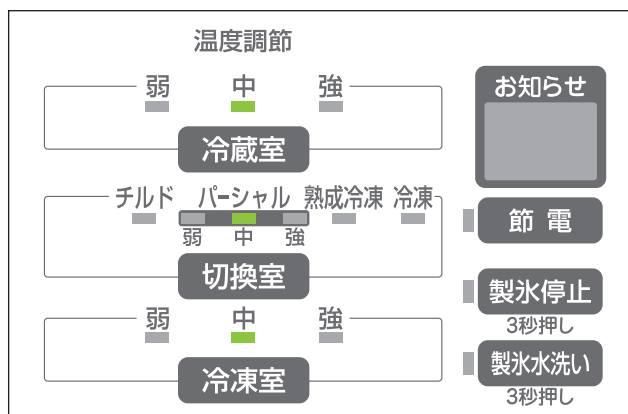 温度調節
弱 中 強
冷蔵室
チルド パーシャル 熟成冷凍 冷凍
弱 中 強
切換室
弱 中 強
冷凍室
お知らせ
節電
製氷停止
3秒押し
製氷水洗い
3秒押し